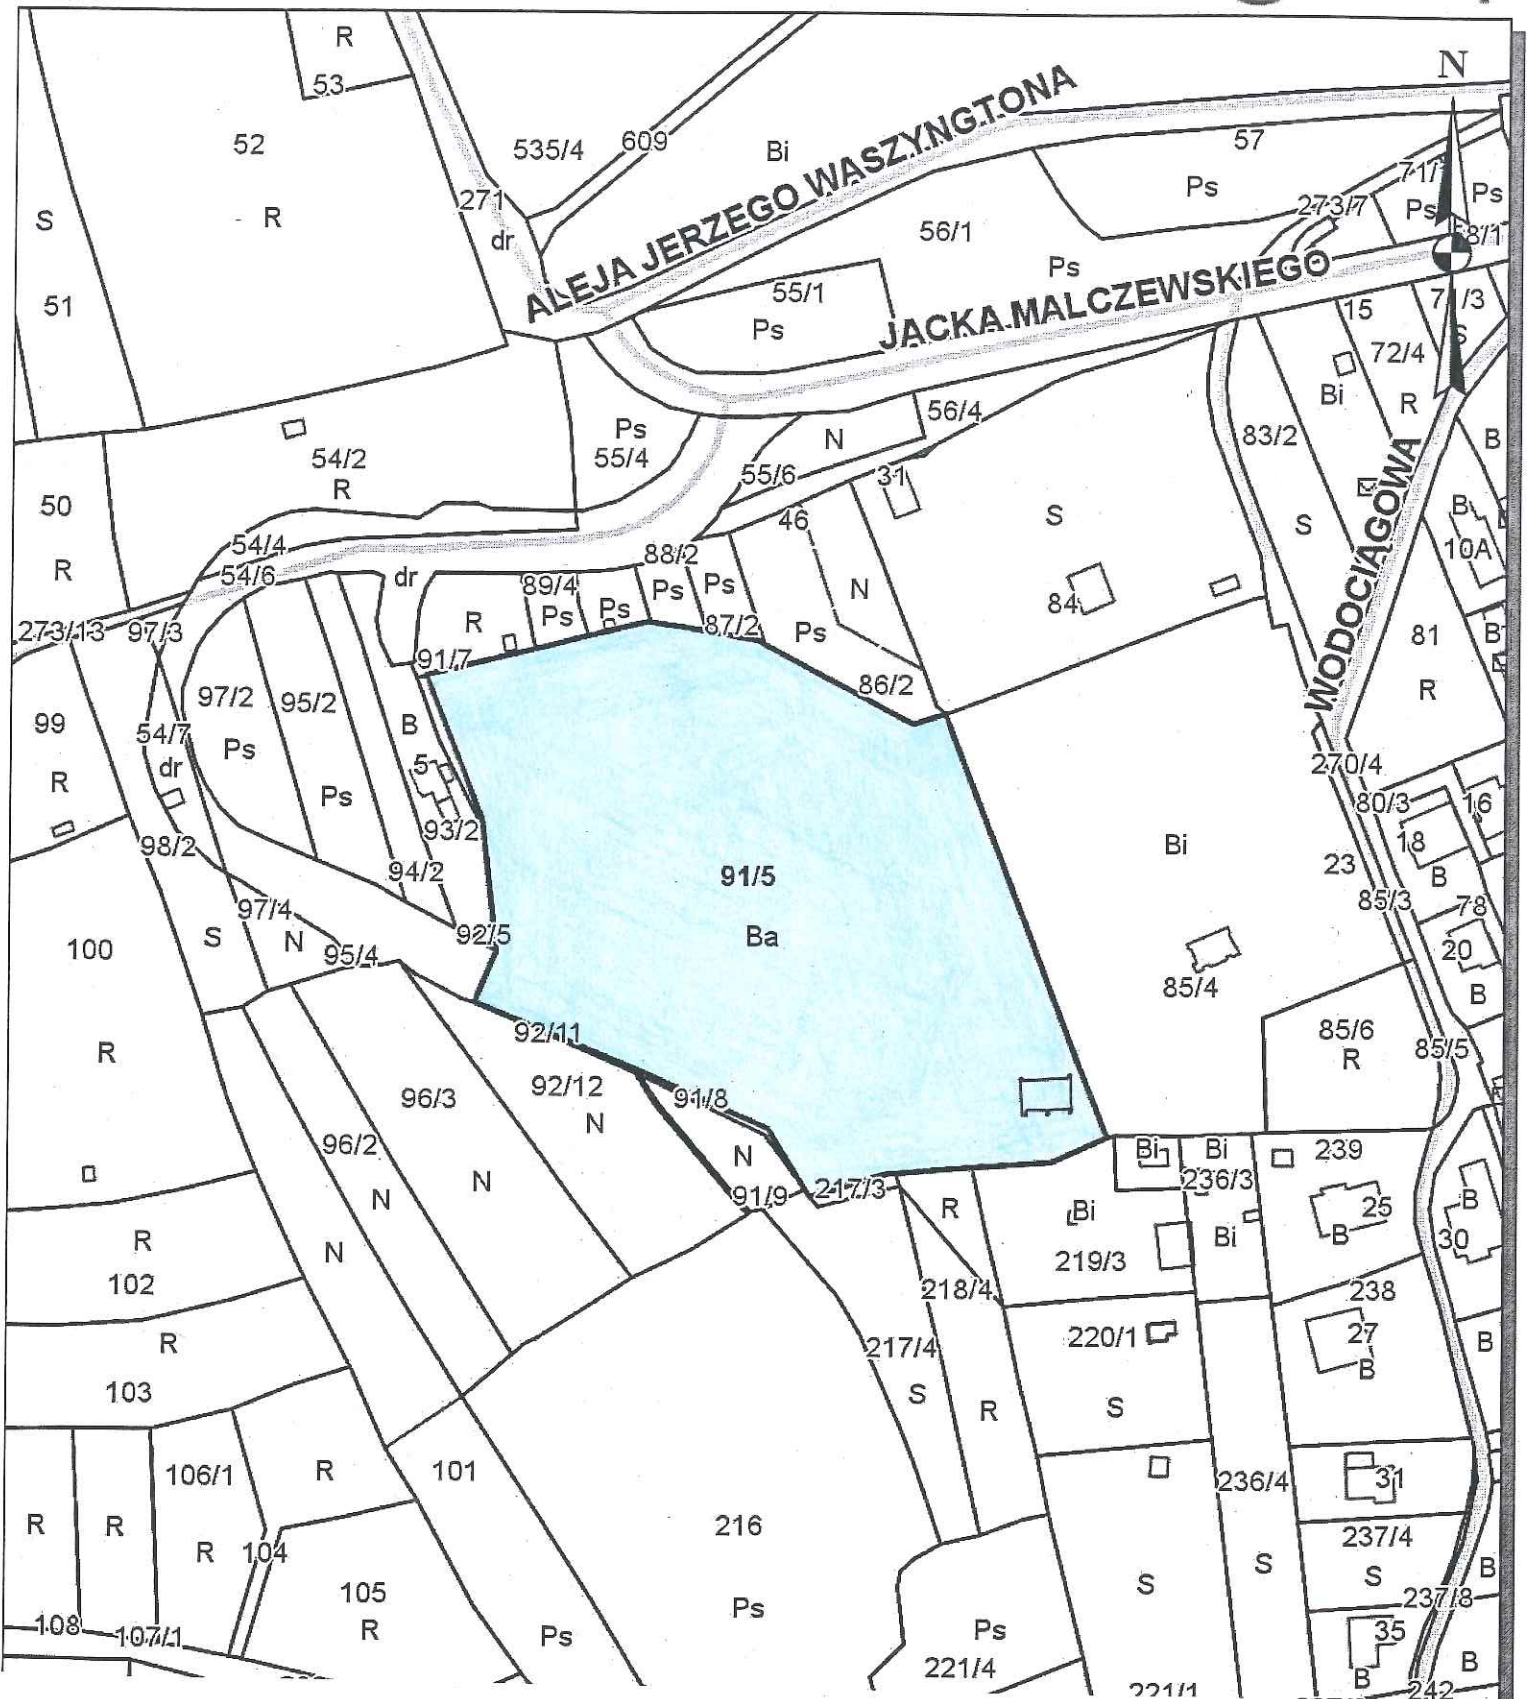 R
53
N
52
535/4
609
Bi
ALEJA JERZEGO WASZYNGTONA
57
71/
Ps
Ps
271
R
S
dr
56/1
273/7
Ps
58/1
Ps
JACKA MALCZEWSKIEGO
51
55/1
Ps
15
72/4
S
Bi
R
Ps
55/4
N
56/4
83/2
B
54/2
R
55/6
31
WODOCIĄGOWA
50
46
S
S
B
10A
54/4
88/2
R
54/6
dr
89/4
Ps
Ps
Ps
Ps
N
84
273/13
97/3
R
87/2
Ps
81
91/7
86/2
R
99
97/2
95/2
54/7
Ps
B
dr
5
270/4
R
Ps
80/3
16
98/2
93/2
18
Bi
94/2
91/5
23
B
97/4
92/5
Ba
85/3
78
100
S
N
95/4
20
85/4
B
92/11
85/6
R
85/5
R
96/3
92/12
91/8
N
96/2
N
Bi
Bi
239
N
N
91/9
217/3
236/3
R
Bi
25
B
B
R
N
Bi
30
102
219/3
218/4
238
R
217/4
220/1
27
B
B
103
S
R
S
106/1
R
101
236/4
31
R
R
R
104
216
237/4
S
S
S
B
105
R
Ps
237/8
108
107/1
Ps
Ps
35
221/4
B
B
221/1
242